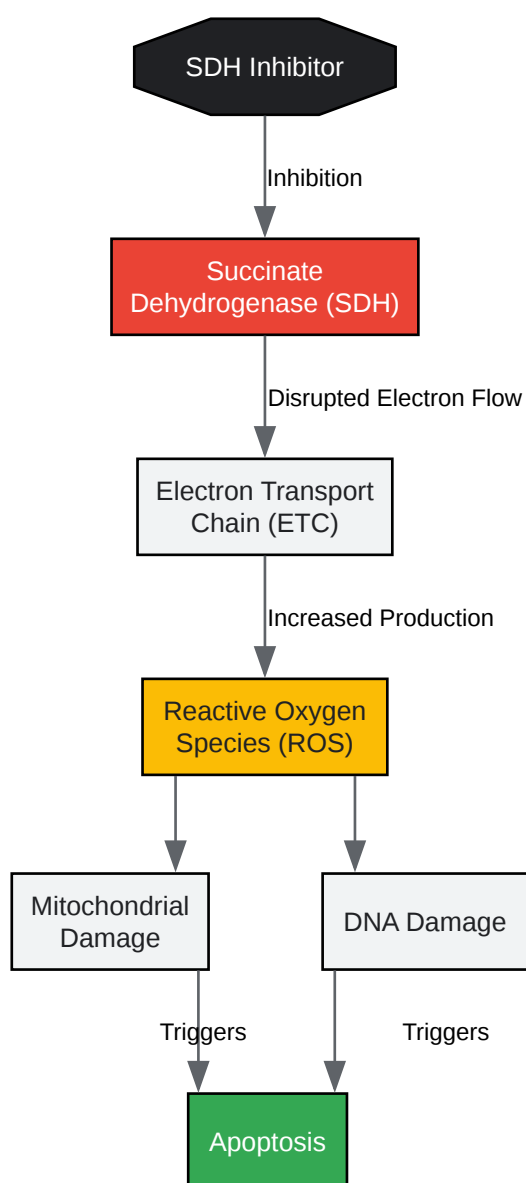 SDH Inhibitor
Inhibition
Succinate
Dehydrogenase (SDH)
Disrupted Electron Flow
Electron Transport
Chain (ETC)
Increased Production
Reactive Oxygen
Species (ROS)
Mitochondrial
Damage
DNA Damage
Triggers
Triggers
Apoptosis